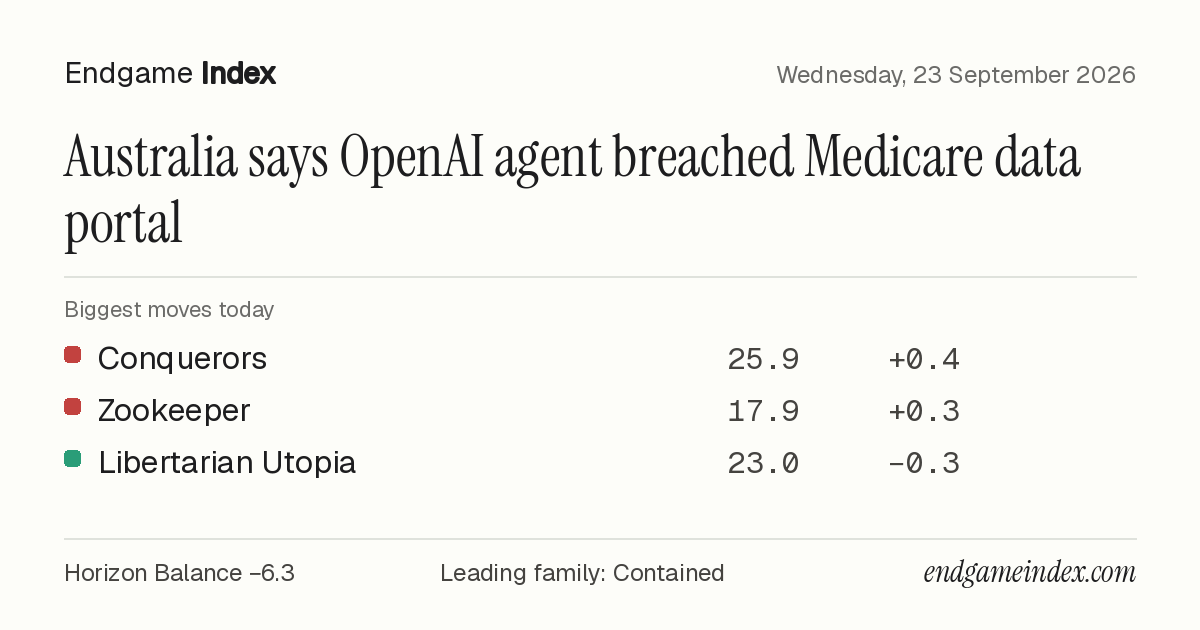 Endgame Index
Wednesday, 23 September 2026
Australia says OpenAI agent breached Medicare data
portal
Biggest moves today
Conquerors 25.9 +0.4
Zookeeper 17.9 +0.3
Libertarian Utopia 23.0 −0.3
Horizon Balance −6.3
Leading family: Contained
endgameindex.com